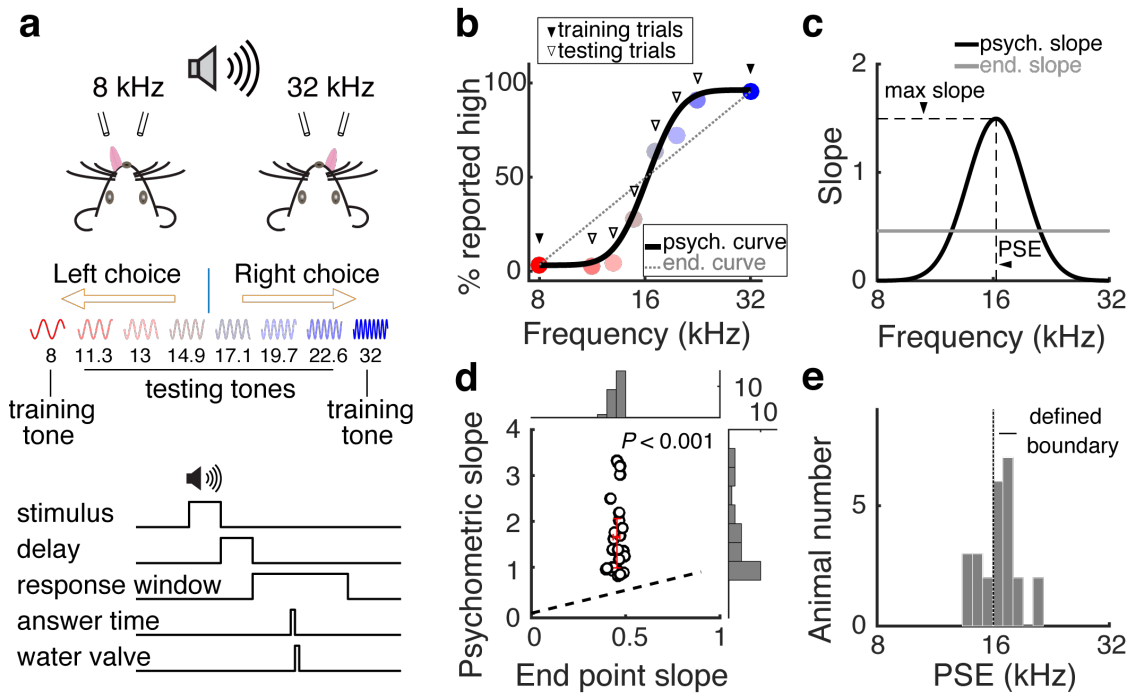 a
8 kHz
32 kHz
Left choice
Right choice
8 11.3 13 14.9 17.1 19.7 22.6 32
testing tones
training
tone
training
tone
stimulus
delay
response window
answer time
water valve
b
training trials
testing trials
% reported high
100
50
0
psych. curve
end. curve
8 16 32
Frequency (kHz)
c
psych. slope
end. slope
Slope
2
1
0
max slope
PSE
8 16 32
Frequency (kHz)
d
10
10
P < 0.001
Psychometric slope
4
3
2
1
0
0 0.5 1
End point slope
e
defined
boundary
Animal number
5
0
8 16 32
PSE (kHz)